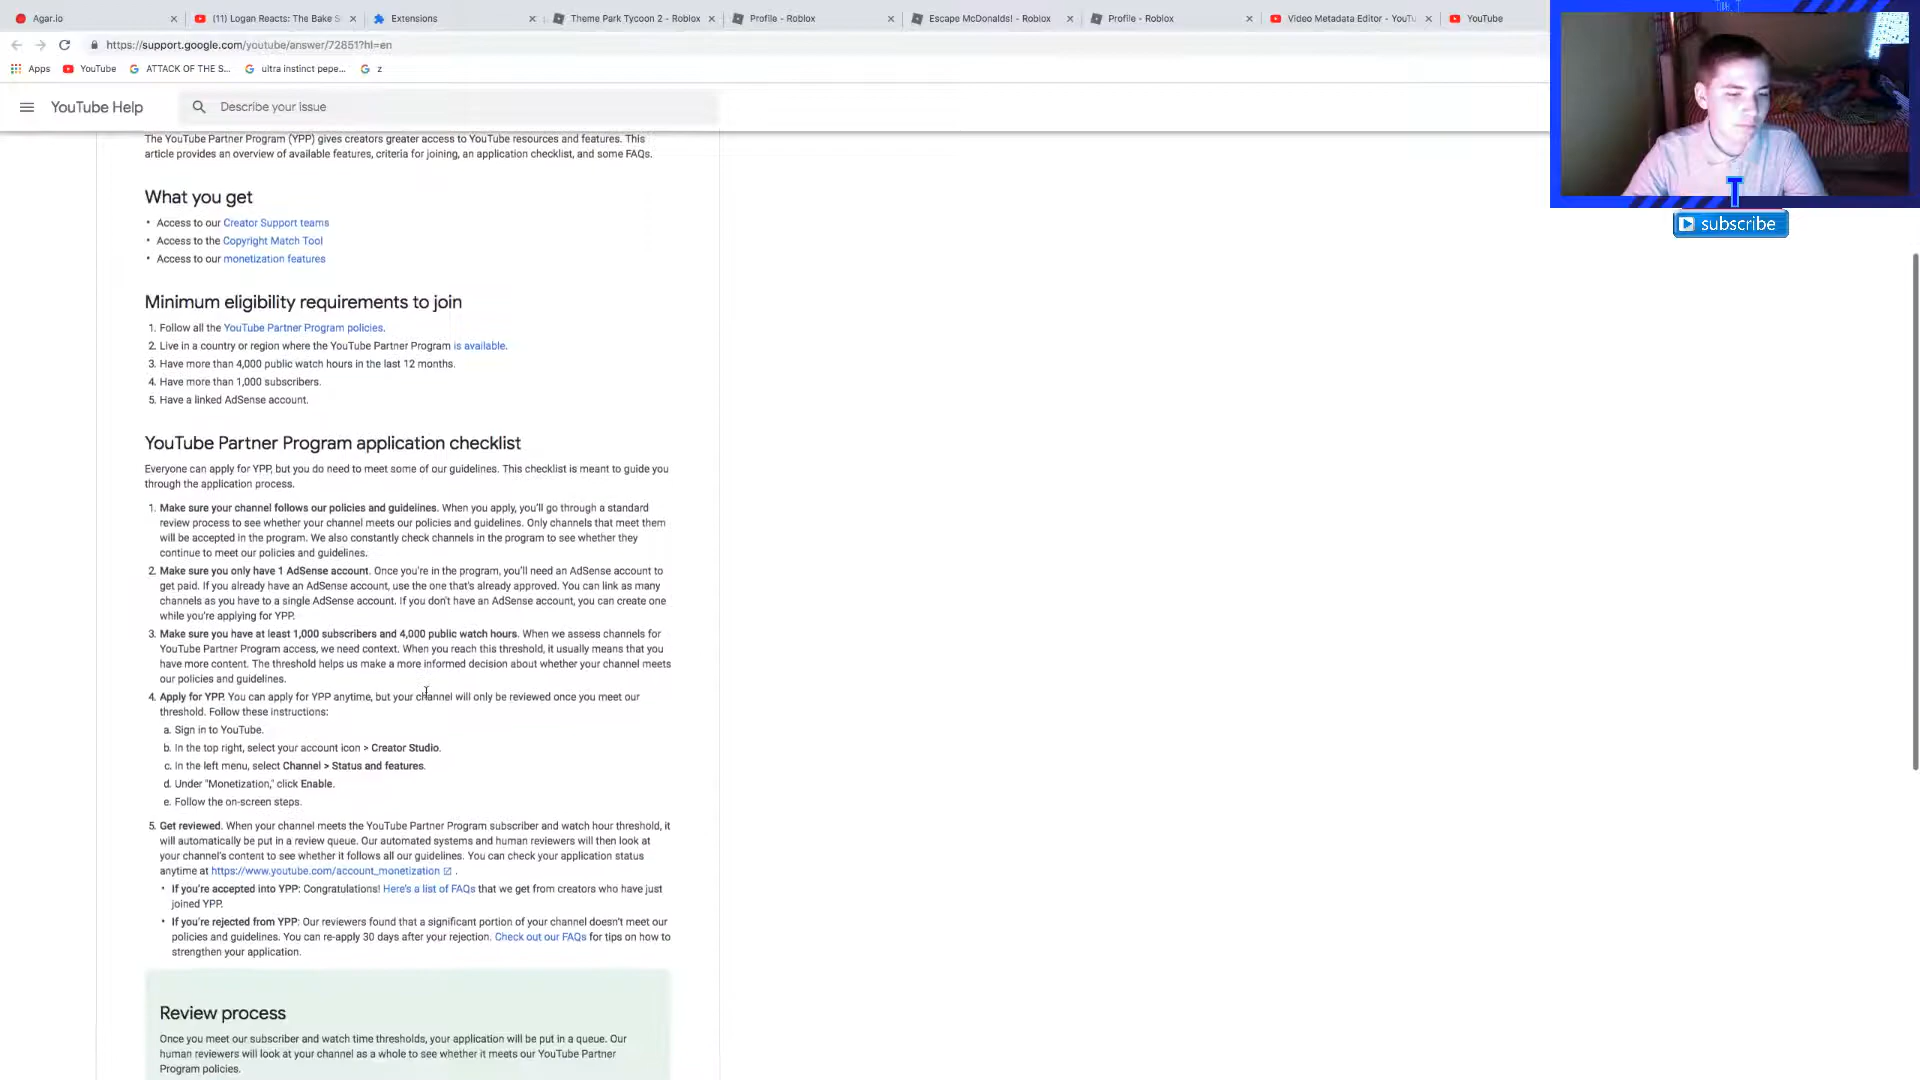 Agar.io
(11) Logan Reacts: The Bake S
Extensions
Theme Park Tycoon 2 - Roblox
Profile - Roblox
Escape McDonalds! - Roblox
Profile - Roblox
Video Metadata Editor - YouTu
YouTube
https://support.google.com/youtube/answer/72851?hl=en
Apps
YouTube
ATTACK OF THE S...
ultra instinct pepe...
z
YouTube Help
Describe your issue
The YouTube Partner Program (YPP) gives creators greater access to YouTube resources and features. This
article provides an overview of available features, criteria for joining, an application checklist, and some FAQs.
What you get
• Access to our Creator Support teams
• Access to the Copyright Match Tool
• Access to our monetization features
Minimum eligibility requirements to join
1. Follow all the YouTube Partner Program policies.
2. Live in a country or region where the YouTube Partner Program is available.
3. Have more than 4,000 public watch hours in the last 12 months.
4. Have more than 1,000 subscribers.
5. Have a linked AdSense account.
YouTube Partner Program application checklist
Everyone can apply for YPP, but you do need to meet some of our guidelines. This checklist is meant to guide you
through the application process.
1. Make sure your channel follows our policies and guidelines. When you apply, you'll go through a standard
review process to see whether your channel meets our policies and guidelines. Only channels that meet them
will be accepted in the program. We also constantly check channels in the program to see whether they
continue to meet our policies and guidelines.
2. Make sure you only have 1 AdSense account. Once you're in the program, you'll need an AdSense account to
get paid. If you already have an AdSense account, use the one that's already approved. You can link as many
channels as you have to a single AdSense account. If you don't have an AdSense account, you can create one
while you're applying for YPP.
3. Make sure you have at least 1,000 subscribers and 4,000 public watch hours. When we assess channels for
YouTube Partner Program access, we need context. When you reach this threshold, it usually means that you
have more content. The threshold helps us make a more informed decision about whether your channel meets
our policies and guidelines.
4. Apply for YPP. You can apply for YPP anytime, but your channel will only be reviewed once you meet our
threshold. Follow these instructions:
a. Sign in to YouTube.
b. In the top right, select your account icon > Creator Studio.
c. In the left menu, select Channel > Status and features.
d. Under "Monetization," click Enable.
e. Follow the on-screen steps.
5. Get reviewed. When your channel meets the YouTube Partner Program subscriber and watch hour threshold, it
will automatically be put in a review queue. Our automated systems and human reviewers will then look at
your channel's content to see whether it follows all our guidelines. You can check your application status
anytime at https://www.youtube.com/account_monetization .
• If you're accepted into YPP: Congratulations! Here's a list of FAQs that we get from creators who have just
joined YPP.
• If you're rejected from YPP: Our reviewers found that a significant portion of your channel doesn't meet our
policies and guidelines. You can re-apply 30 days after your rejection. Check out our FAQs for tips on how to
strengthen your application.
Review process
Once you meet our subscriber and watch time thresholds, your application will be put in a queue. Our
human reviewers will look at your channel as a whole to see whether it meets our YouTube Partner
Program policies.
T
subscribe